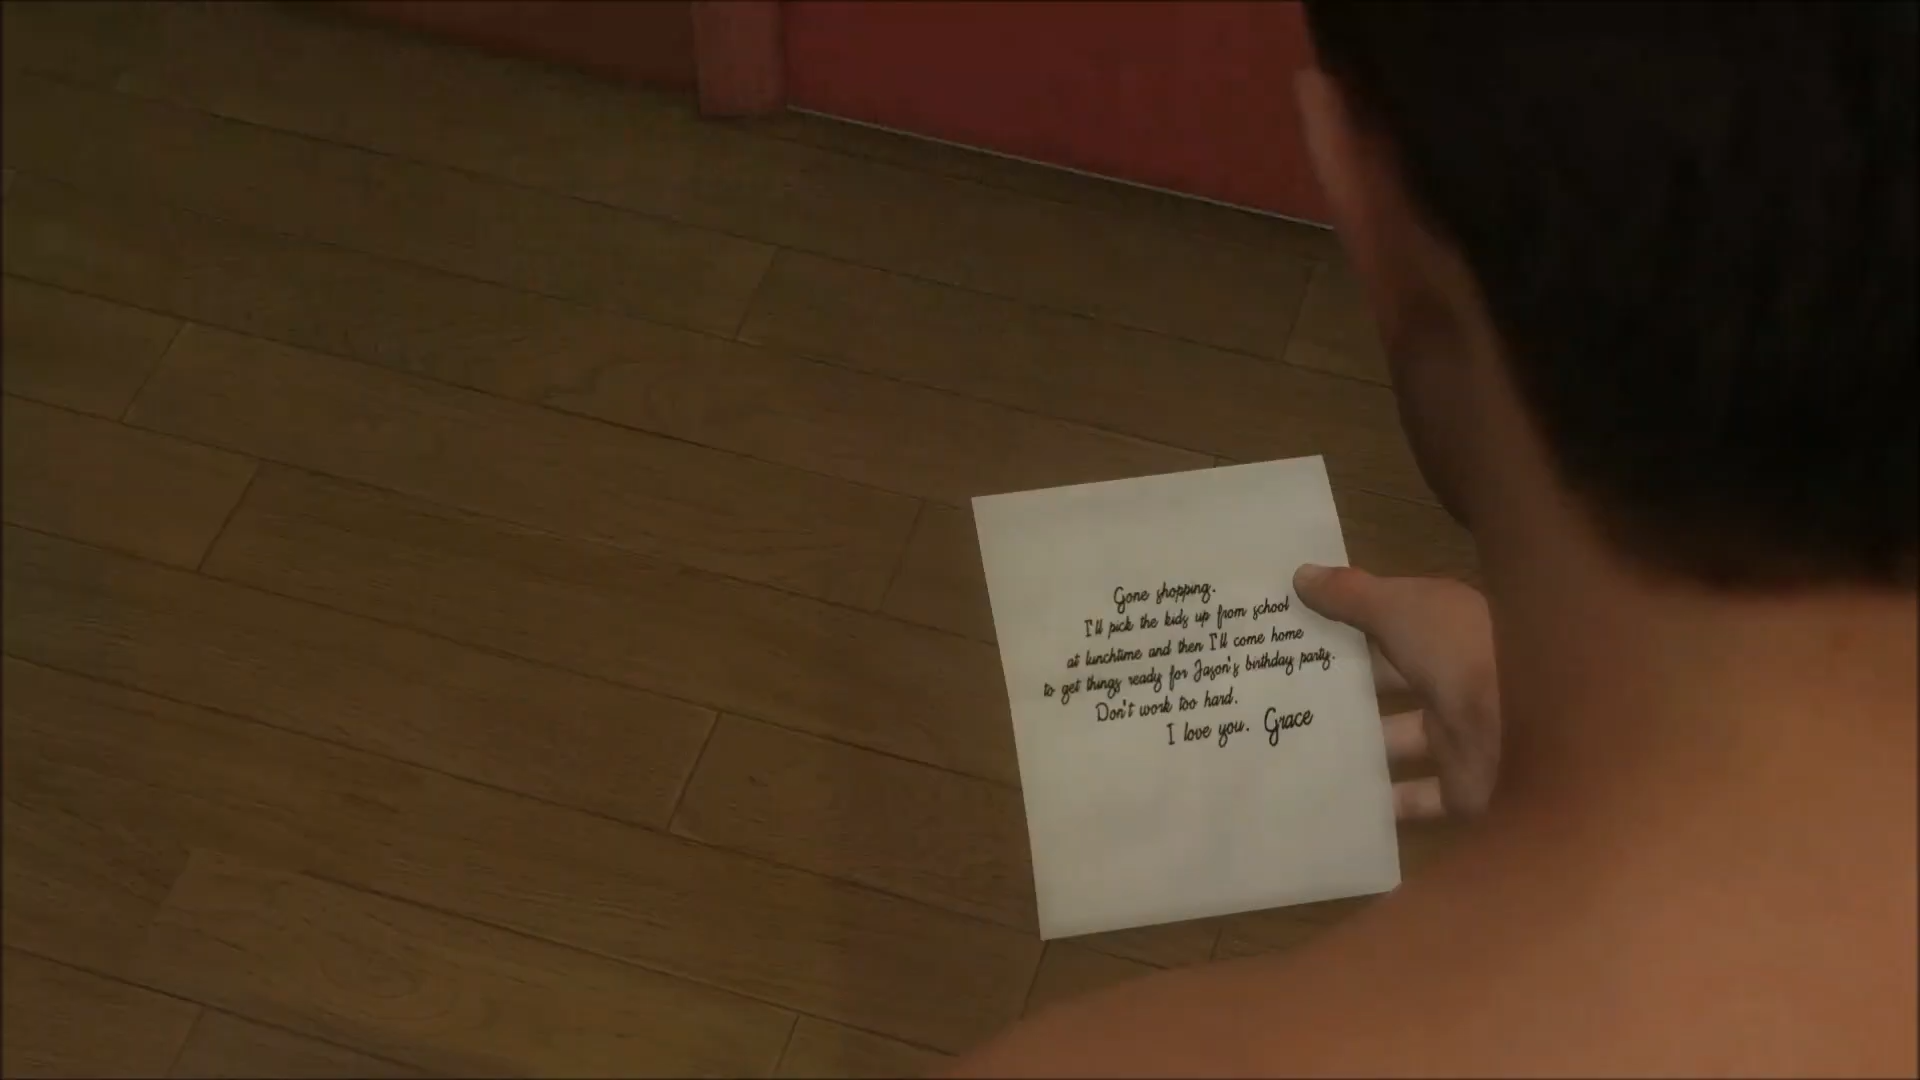 Gone shopping.
I'll pick the kids up from school
at lunchtime and then I'll come home
to get things ready for Jason's birthday party.
Don't work too hard.
I love you. Grace